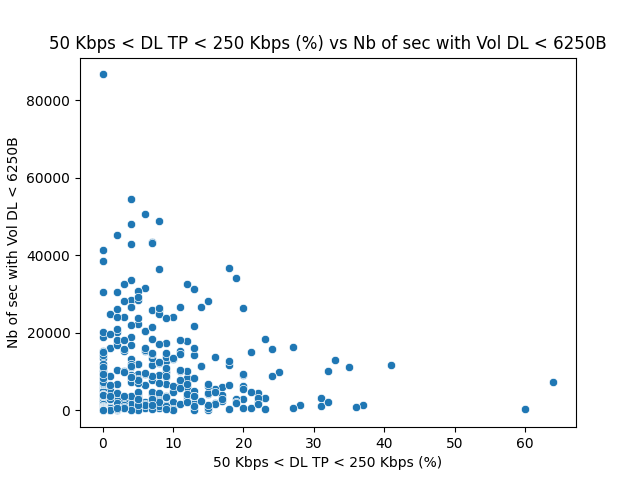 50 Kbps < DL TP < 250 Kbps (%) vs Nb of sec with Vol DL < 6250B
80000
60000
40000
20000
0
Nb of sec with Vol DL < 6250B
0 10 20 30 40 50 60
50 Kbps < DL TP < 250 Kbps (%)